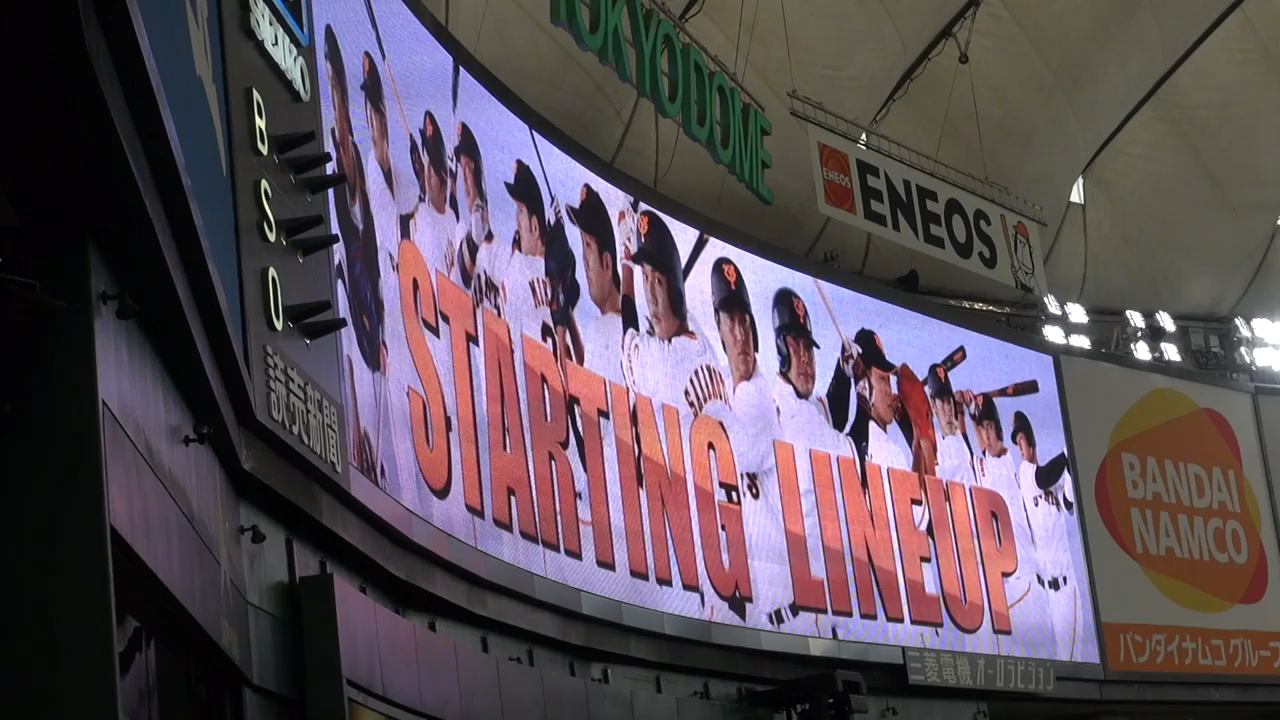 SEIKO
B
S
O
読売新聞
TOKYO DOME
ENEOS
ENEOS
STARTING LINEUP
三菱電機 オーロラビジョン
BANDAI
NAMCO
バンダイナムコグループ